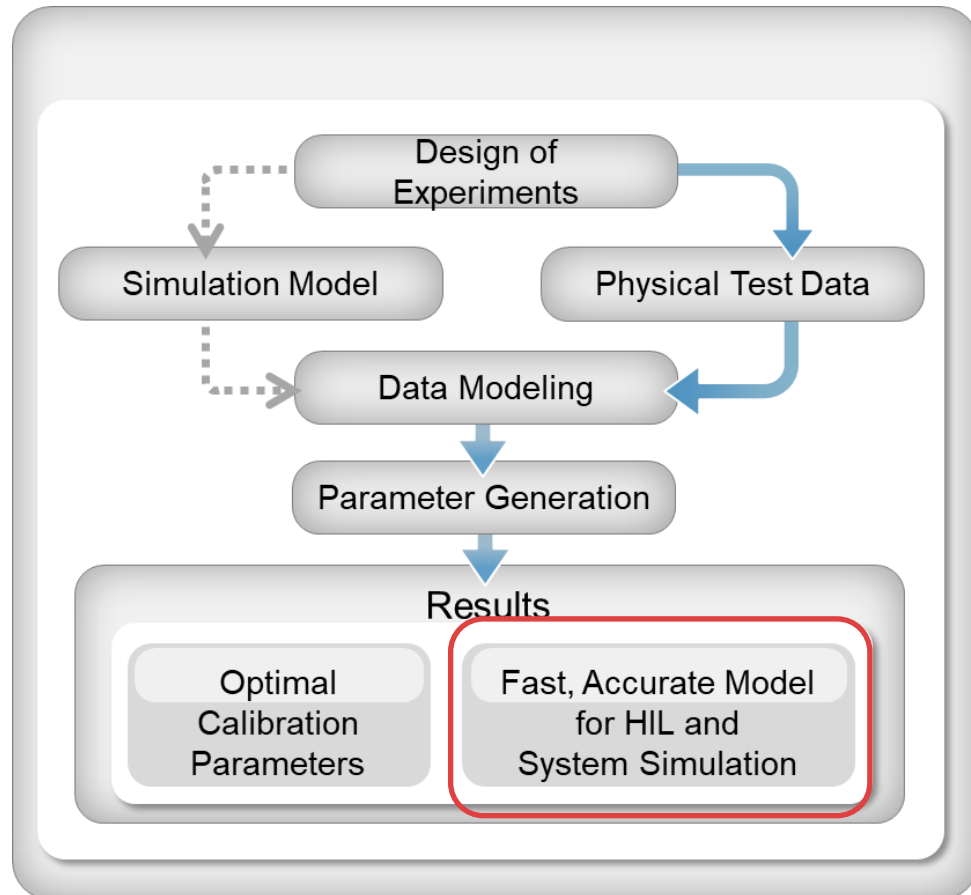 Design of
Experiments
Simulation Model
Physical Test Data
Data Modeling
Parameter Generation
Results
Optimal
Calibration
Parameters
Fast, Accurate Model
for HIL and
System Simulation